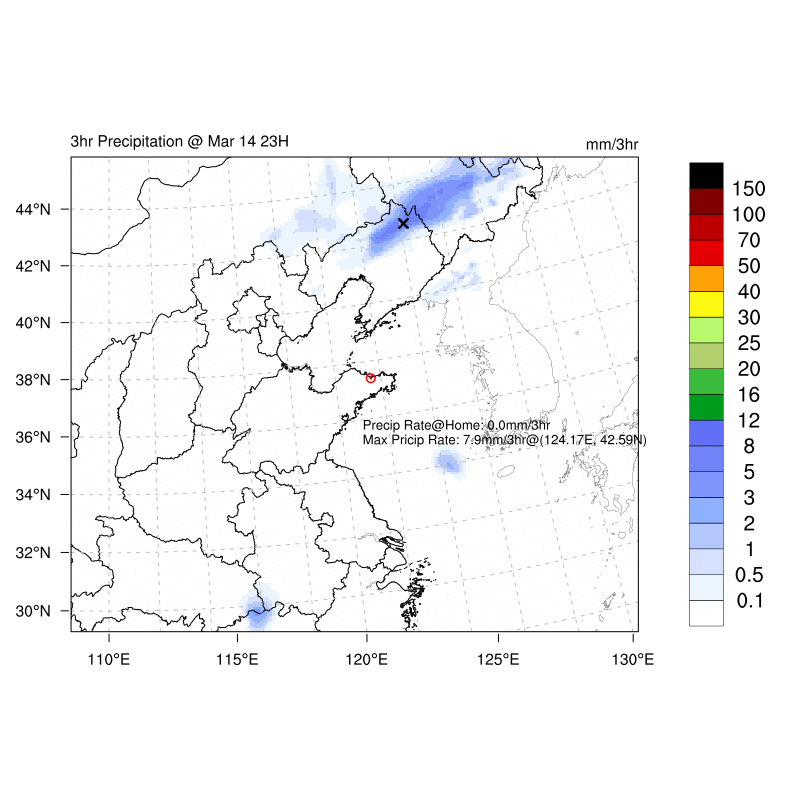 3hr Precipitation @ Mar 14 23H
mm/3hr
44°N
42°N
40°N
38°N
36°N
34°N
32°N
30°N
110°E
115°E
120°E
125°E
130°E
Precip Rate@Home: 0.0mm/3hr
Max Pricip Rate: 7.9mm/3hr@(124.17E, 42.59N)
150
100
70
50
40
30
25
20
16
12
8
5
3
2
1
0.5
0.1